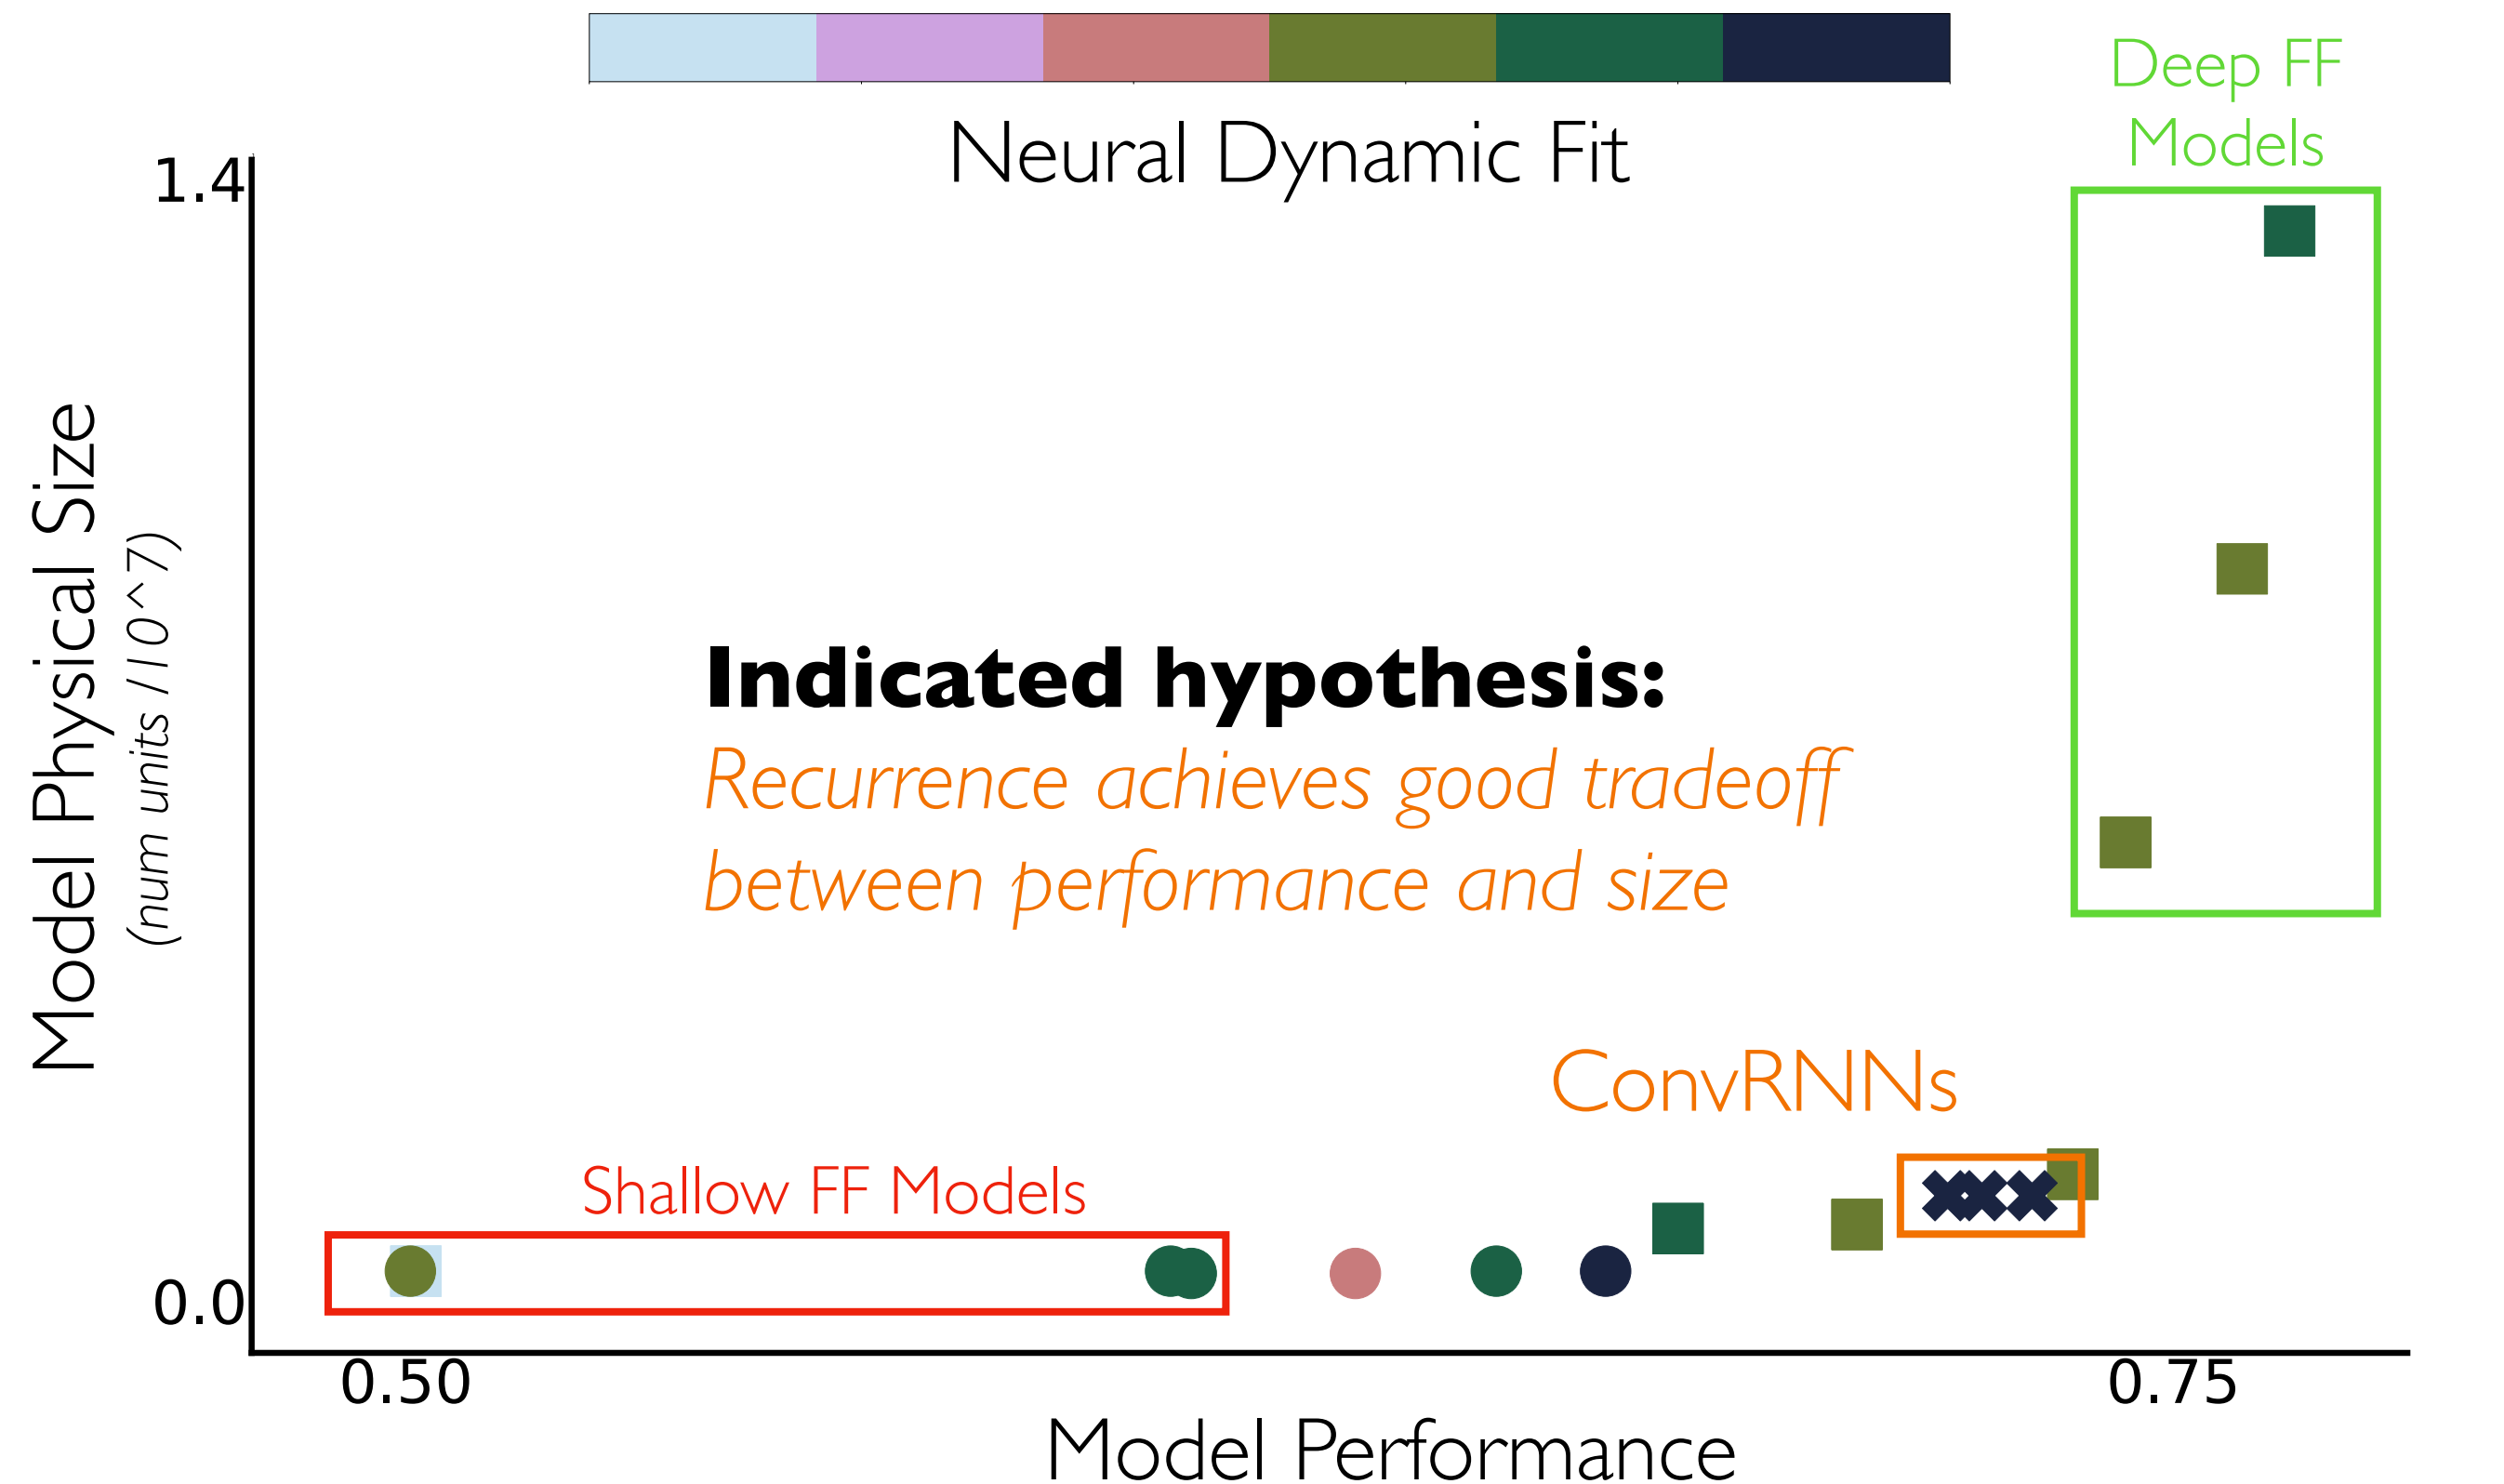 Neural Dynamic Fit
Deep FF
Models
1.4
Model Physical Size
(num units / 10^7)
Indicated hypothesis:
Recurrence achieves good tradeoff
between performance and size
ConvRNNs
Shallow FF Models
0.0
0.50
0.75
Model Performance